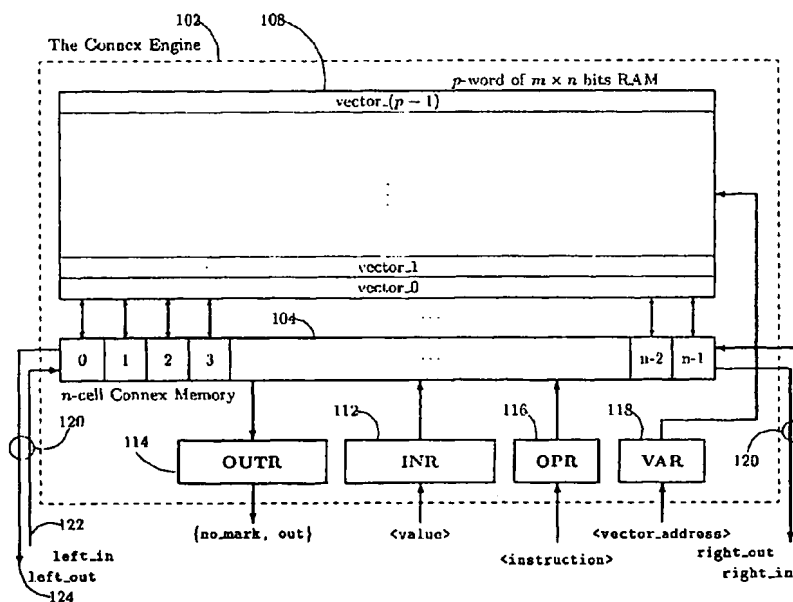 102
The Connex Engine
108
p-word of m × n bits RAM
vector_(p − 1)
⋮
vector_1
vector_0
...
104
0 1 2 3 ... n-2 n-1
n-cell Connex Memory
120
114
112
116
118
120
OUTR INR OPR VAR
122
{no_mark, out} <value> <vector_address>
left_in <instruction> right_out
left_out right_in
124